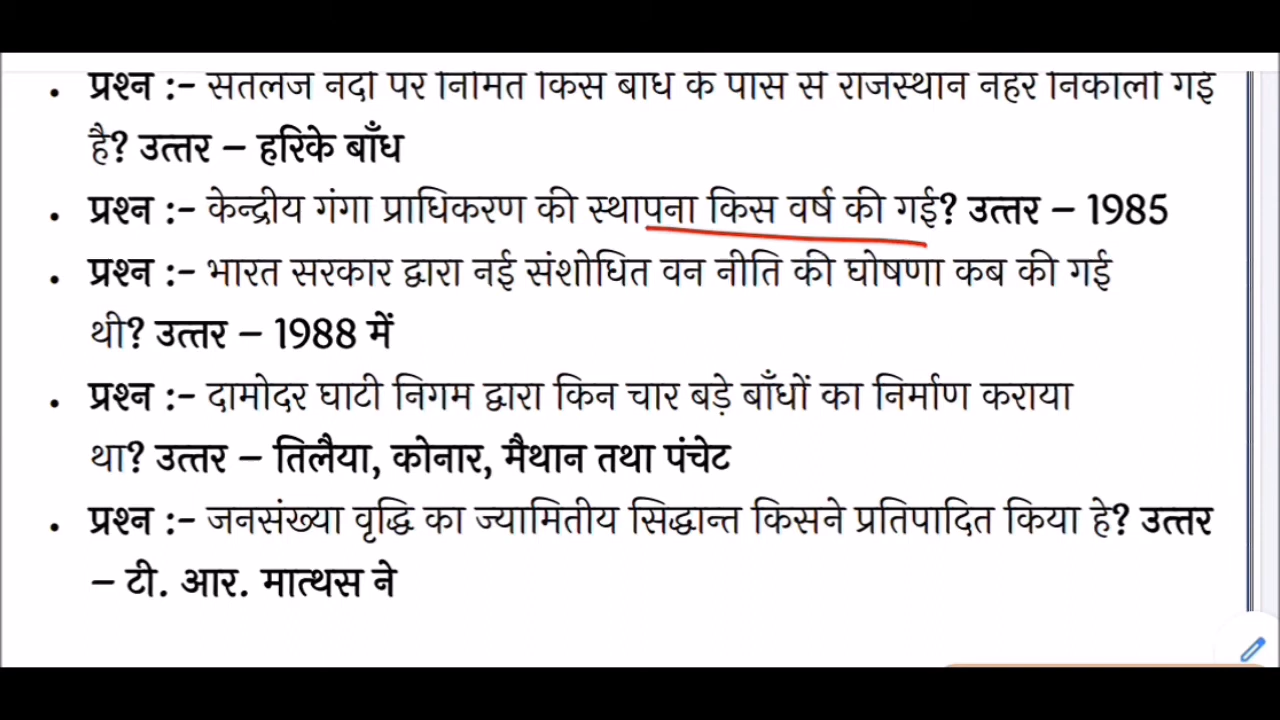 • प्रश्न :- सतलज नदी पर निर्मित किस बाँध के पास से राजस्थान नहर निकाली गई
है? उत्तर – हरिके बाँध
• प्रश्न :- केन्द्रीय गंगा प्राधिकरण की स्थापना किस वर्ष की गई? उत्तर – 1985
• प्रश्न :- भारत सरकार द्वारा नई संशोधित वन नीति की घोषणा कब की गई
थी? उत्तर – 1988 में
• प्रश्न :- दामोदर घाटी निगम द्वारा किन चार बड़े बाँधों का निर्माण कराया
था? उत्तर – तिलैया, कोनार, मैथान तथा पंचेट
• प्रश्न :- जनसंख्या वृद्धि का ज्यामितीय सिद्धान्त किसने प्रतिपादित किया हे? उत्तर
– टी. आर. मात्थस ने